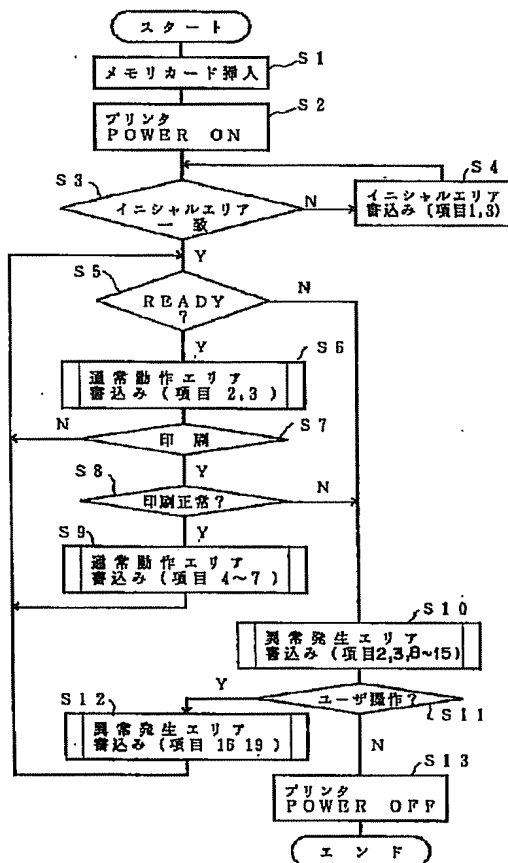 スタート
S1
メモリカード挿入
S2
プリンタ
POWER ON
S3
イニシャルエリア
一致
N
S4
イニシャルエリア
書込み (項目1,3)
Y
S5
READY
?
N
Y
S6
通常動作エリア
書込み (項目 2,3 )
N
印刷
S7
Y
S8
印刷正常?
N
Y
S9
通常動作エリア
書込み (項目 4~7 )
S10
異常発生エリア
書込み (項目2,3,8~15)
Y
ユーザ操作?
S11
S12
異常発生エリア
書込み (項目 16 19 )
N
S13
プリンタ
POWER OFF
エンド